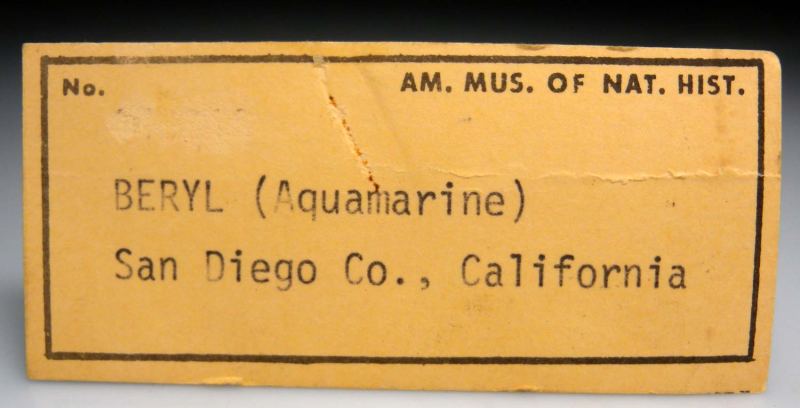 No. AM. MUS. OF NAT. HIST.
BERYL (Aquamarine)
San Diego Co., California